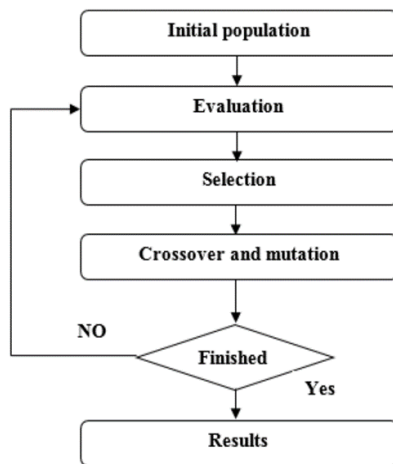 Initial population
Evaluation
Selection
Crossover and mutation
NO
Finished
Yes
Results